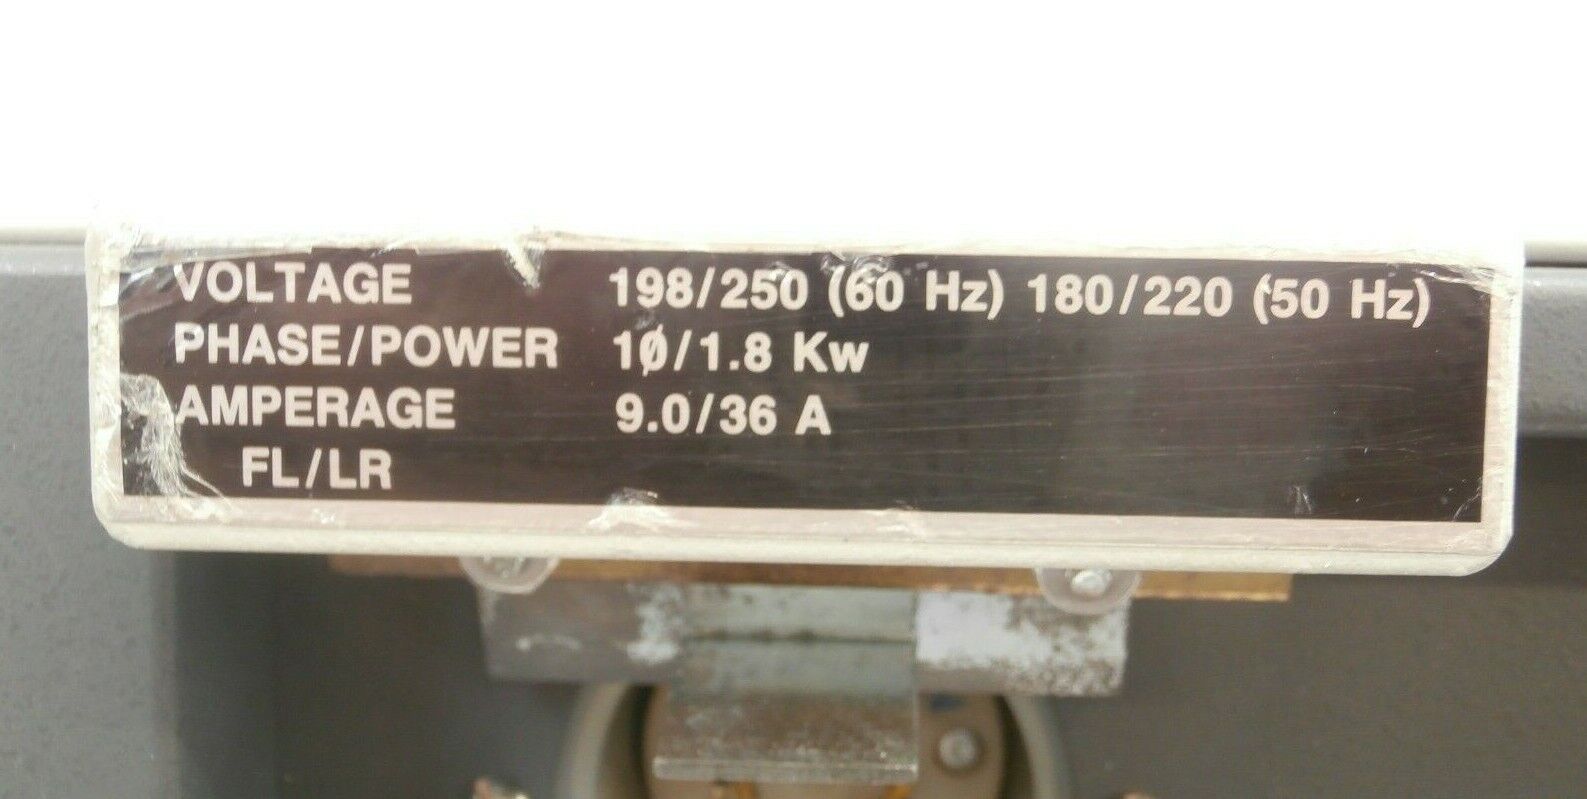 VOLTAGE 198/250 (60 Hz) 180/220 (50 Hz)
PHASE/POWER 1ø/1.8 Kw
AMPERAGE 9.0/36 A
FL/LR